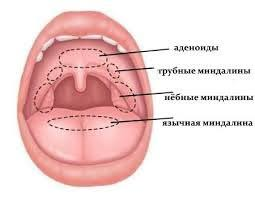 аденоиды
трубные миндалины
нёбные миндалины
язычная миндалина